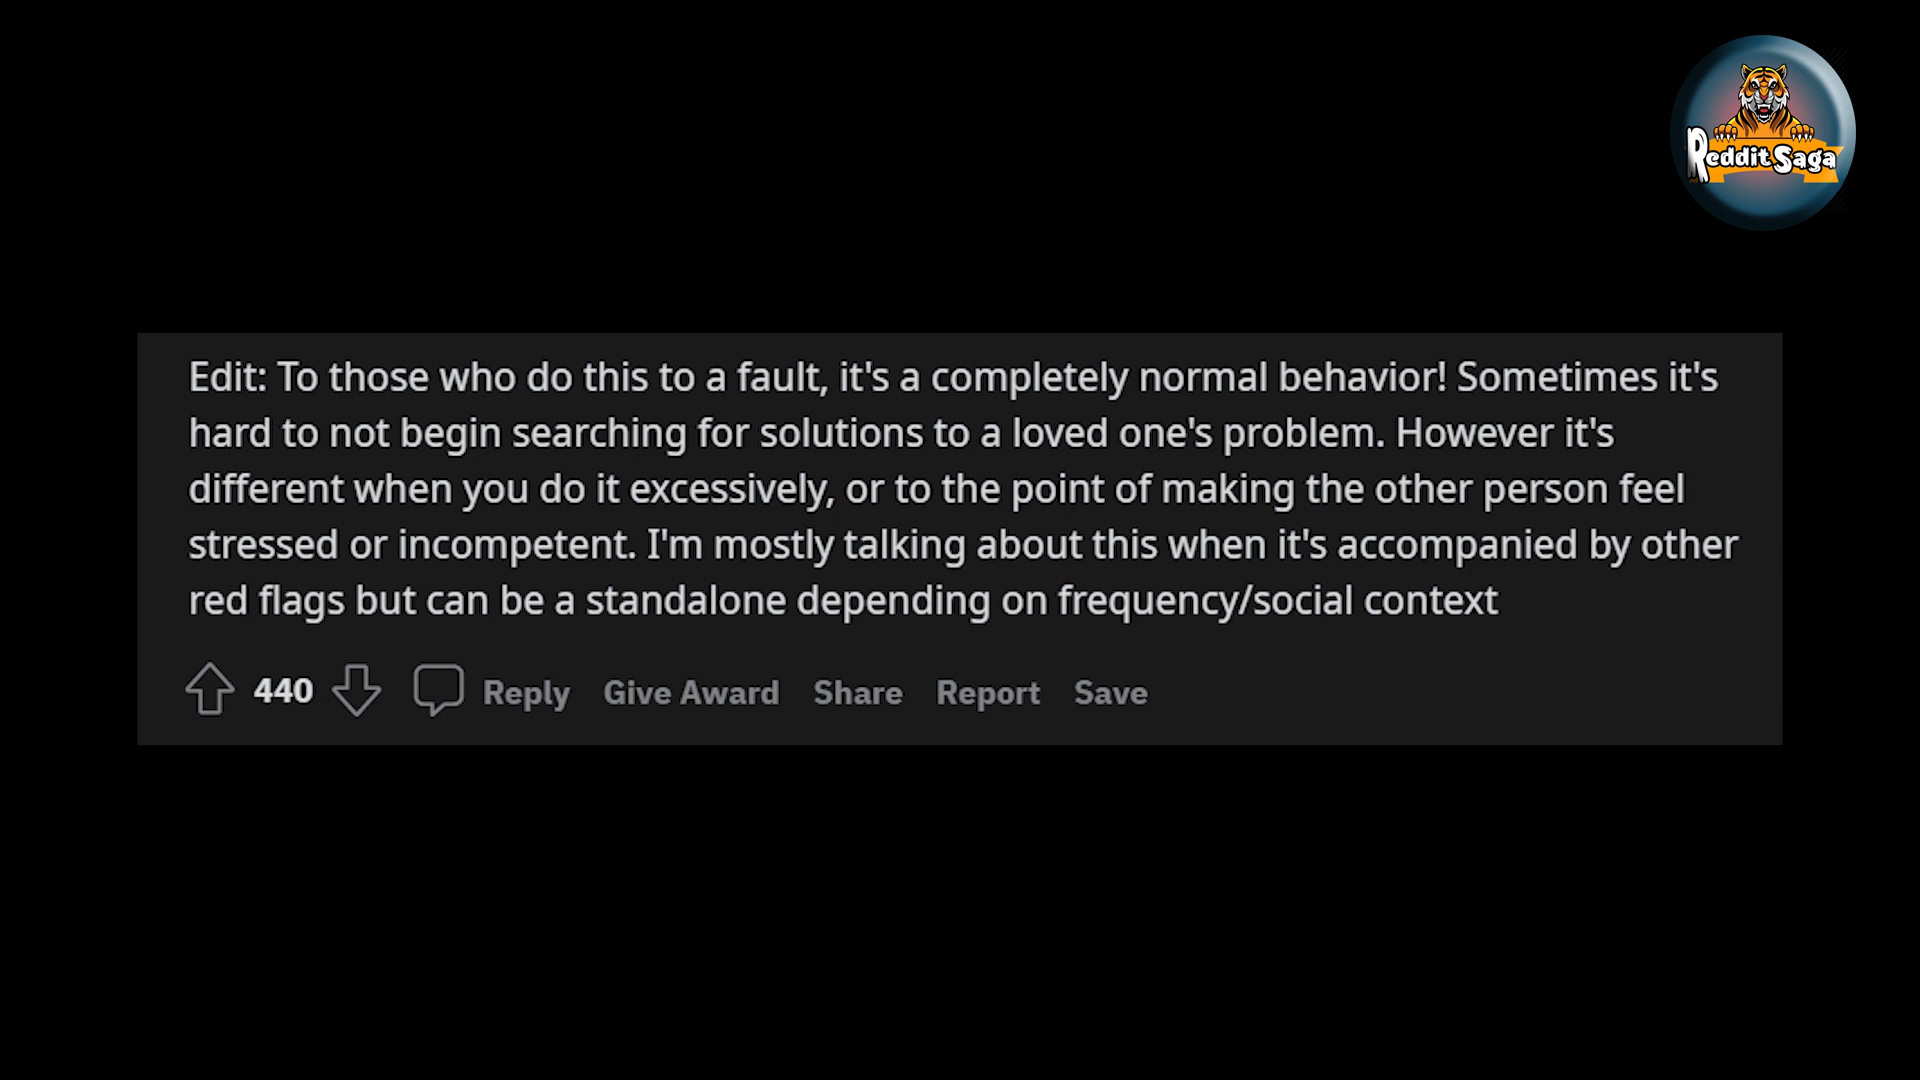 Reddit Saga
Edit: To those who do this to a fault, it's a completely normal behavior! Sometimes it's
hard to not begin searching for solutions to a loved one's problem. However it's
different when you do it excessively, or to the point of making the other person feel
stressed or incompetent. I'm mostly talking about this when it's accompanied by other
red flags but can be a standalone depending on frequency/social context
440 Reply Give Award Share Report Save